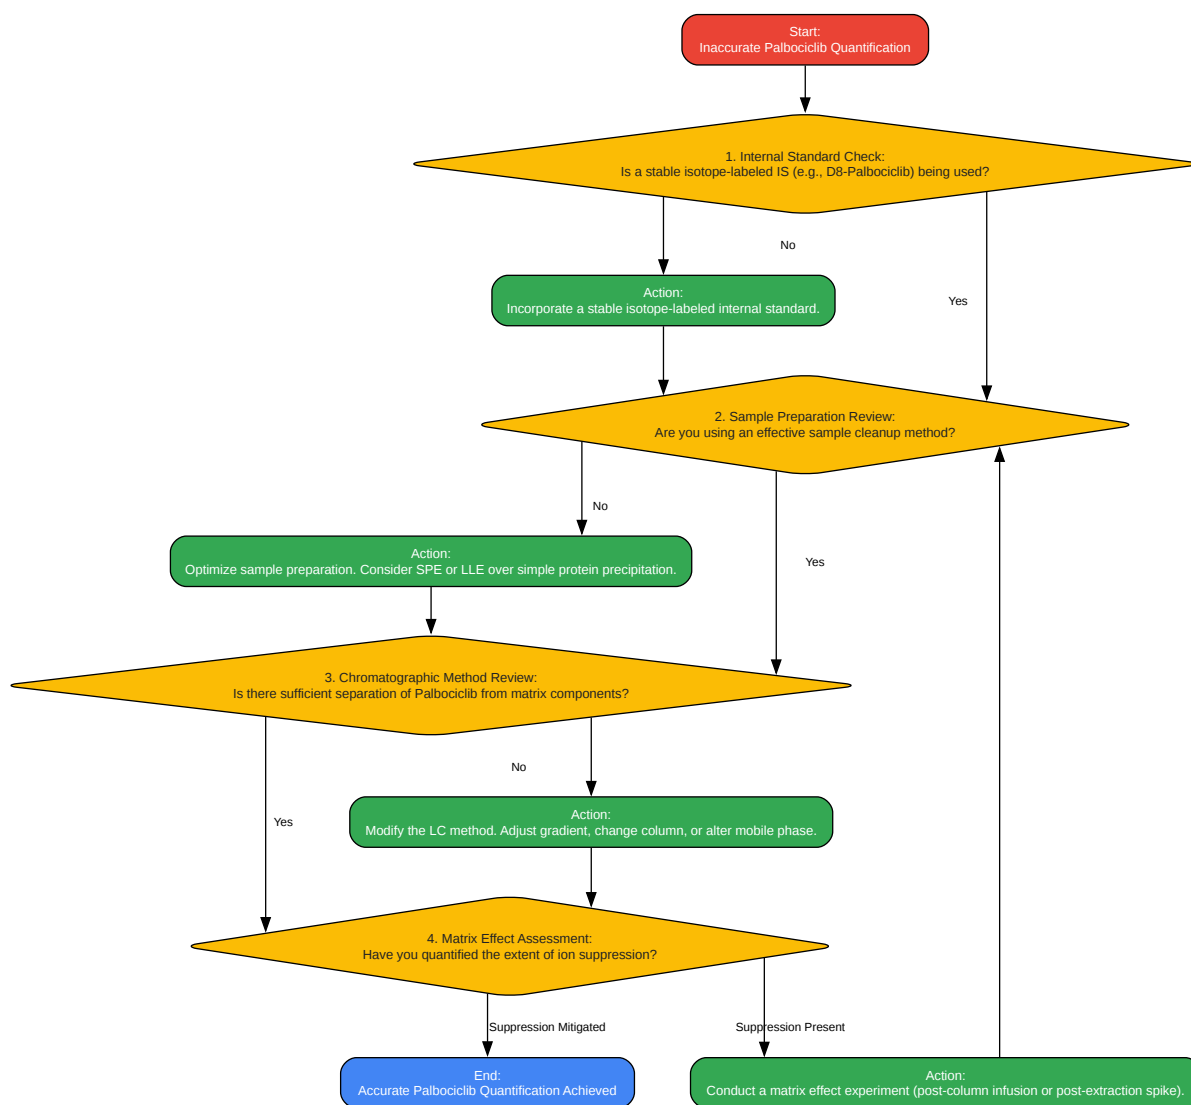 Start:
Inaccurate Palbociclib Quantification
1. Internal Standard Check:
Is a stable isotope-labeled IS (e.g., D8-Palbociclib) being used?
No
Action:
Incorporate a stable isotope-labeled internal standard.
Yes
2. Sample Preparation Review:
Are you using an effective sample cleanup method?
No
Action:
Optimize sample preparation. Consider SPE or LLE over simple protein precipitation.
Yes
3. Chromatographic Method Review:
Is there sufficient separation of Palbociclib from matrix components?
No
Action:
Modify the LC method. Adjust gradient, change column, or alter mobile phase.
Yes
4. Matrix Effect Assessment:
Have you quantified the extent of ion suppression?
Suppression Mitigated
Suppression Present
End:
Accurate Palbociclib Quantification Achieved
Action:
Conduct a matrix effect experiment (post-column infusion or post-extraction spike).